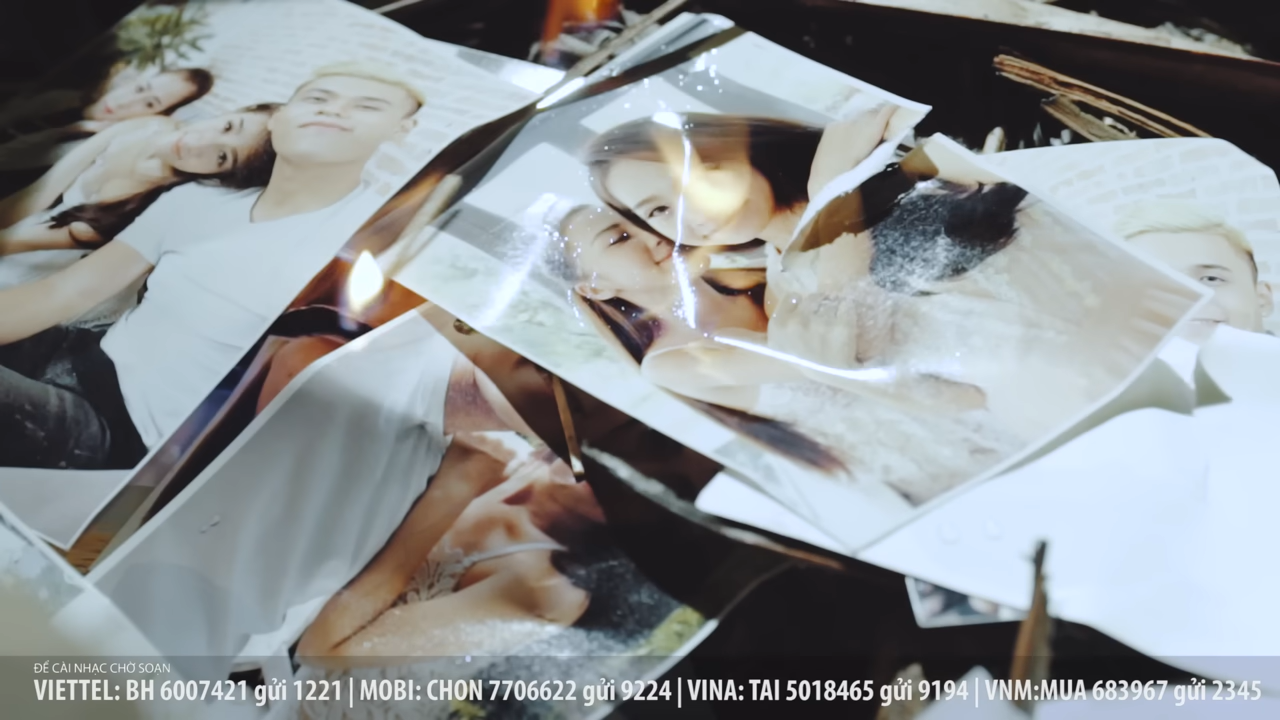 ĐỂ CÀI NHẠC CHỜ SOẠN
VIETTEL: BH 6007421 gửi 1221 | MOBI: CHON 7706622 gửi 9224 | VINA: TAI 5018465 gửi 9194 | VNM:MUA 683967 gửi 2345